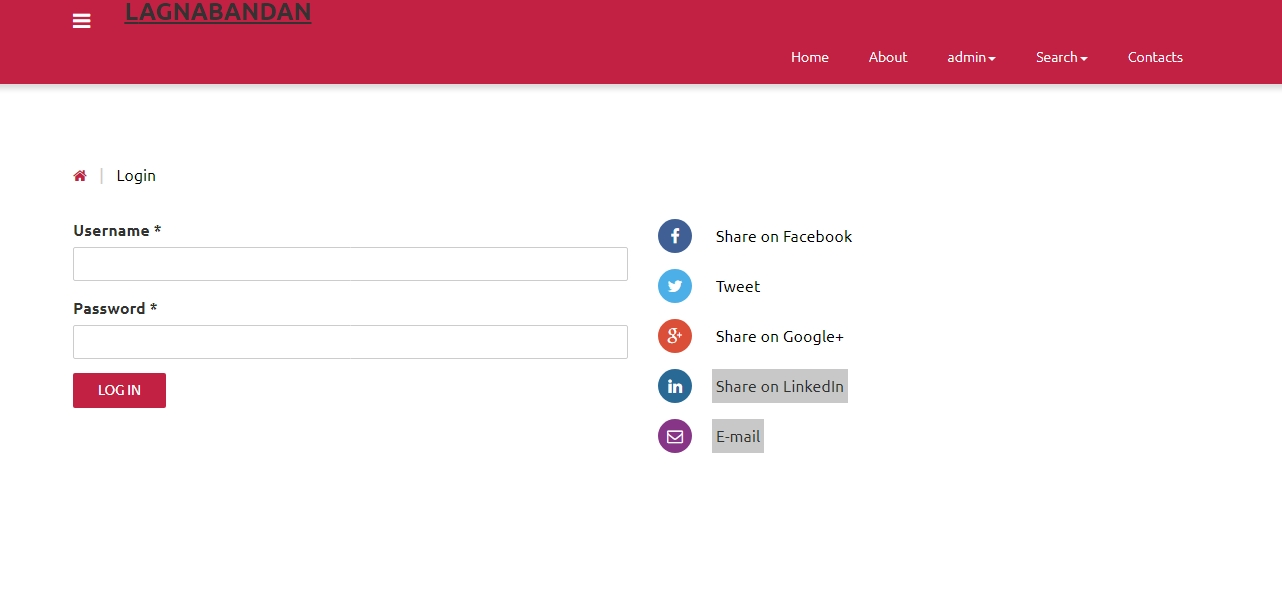 LAGNABANDAN
Home About admin Search Contacts
Login
Username *
Password *
LOG IN
Share on Facebook
Tweet
Share on Google+
Share on LinkedIn
E-mail